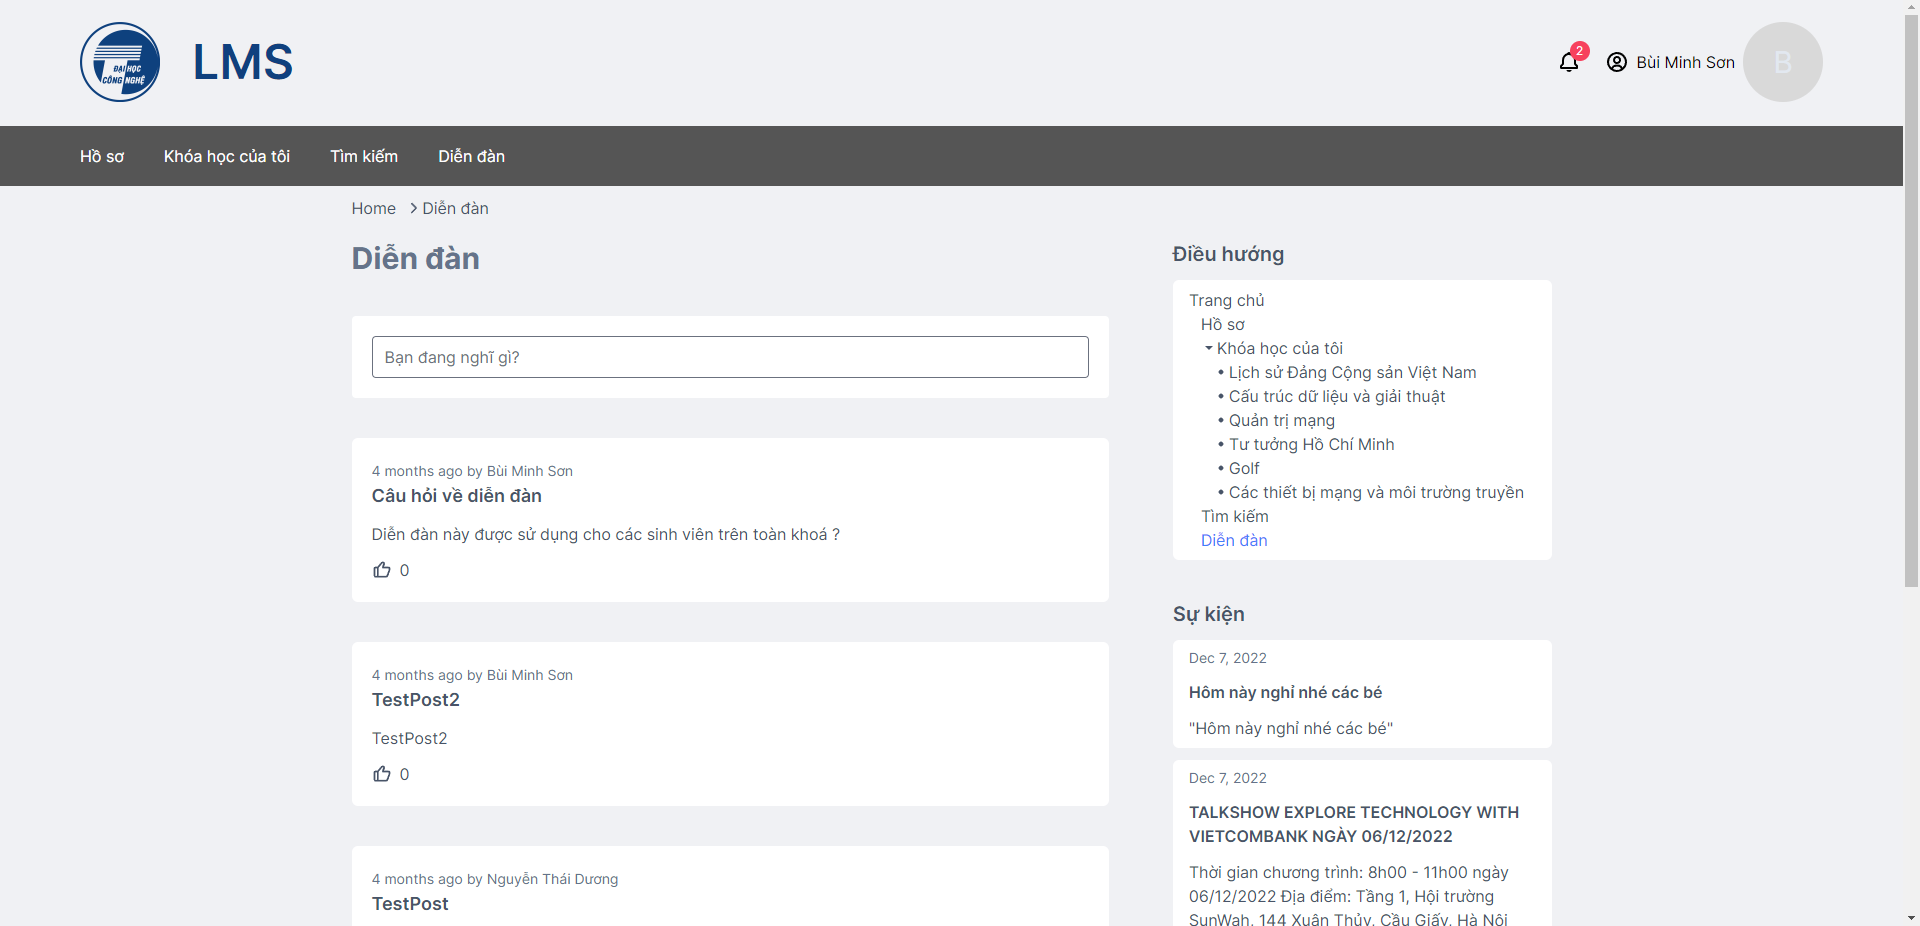 ĐẠI HỌC
CÔNG NGHỆ
LMS
2
Bùi Minh Sơn
B
Hồ sơ
Khóa học của tôi
Tìm kiếm
Diễn đàn
Home
Diễn đàn
Diễn đàn
Bạn đang nghĩ gì?
4 months ago by Bùi Minh Sơn
Câu hỏi về diễn đàn
Diễn đàn này được sử dụng cho các sinh viên trên toàn khoá ?
0
4 months ago by Bùi Minh Sơn
TestPost2
TestPost2
0
4 months ago by Nguyễn Thái Dương
TestPost
Điều hướng
Trang chủ
Hồ sơ
Khóa học của tôi
• Lịch sử Đảng Cộng sản Việt Nam
• Cấu trúc dữ liệu và giải thuật
• Quản trị mạng
• Tư tưởng Hồ Chí Minh
• Golf
• Các thiết bị mạng và môi trường truyền
Tìm kiếm
Diễn đàn
Sự kiện
Dec 7, 2022
Hôm này nghỉ nhé các bé
"Hôm này nghỉ nhé các bé"
Dec 7, 2022
TALKSHOW EXPLORE TECHNOLOGY WITH
VIETCOMBANK NGÀY 06/12/2022
Thời gian chương trình: 8h00 - 11h00 ngày
06/12/2022 Địa điểm: Tầng 1, Hội trường
SunWah, 144 Xuân Thủy, Cầu Giấy, Hà Nội